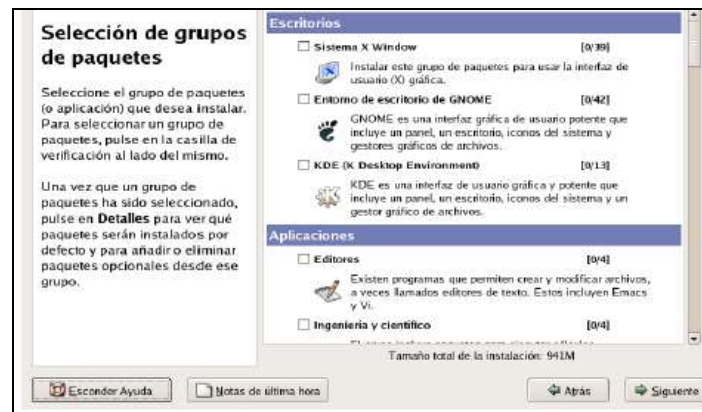 Selección de grupos
de paquetes
Seleccione el grupo de paquetes
(o aplicación) que desea instalar.
Para seleccionar un grupo de
paquetes, pulse en la casilla de
verificación al lado del mismo.
Una vez que un grupo de
paquetes ha sido seleccionado,
pulse en Detalles para ver qué
paquetes serán instalados por
defecto y para añadir o eliminar
paquetes opcionales desde ese
grupo.
Escritorios
Sistema X Window [0/39]
Instalar este grupo de paquetes para usar la interfaz de
usuario (X) gráfica.
Entorno de escritorio de GNOME [0/42]
GNOME es una interfaz gráfica de usuario potente que
incluye un panel, un escritorio, iconos del sistema y
gestores gráficos de archivos.
KDE (K Desktop Environment) [0/13]
KDE es una interfaz de usuario gráfica y potente que
incluye un panel, un escritorio, iconos del sistema y un
gestor gráfico de archivos.
Aplicaciones
Editores [0/4]
Existen programas que permiten crear y modificar archivos,
a veces llamados editores de texto. Estos incluyen Emacs
y Vi.
Ingeniería y científico [0/4]
Tamaño total de la instalación: 941M
Esconder Ayuda
Notas de última hora
Atrás
Siguiente